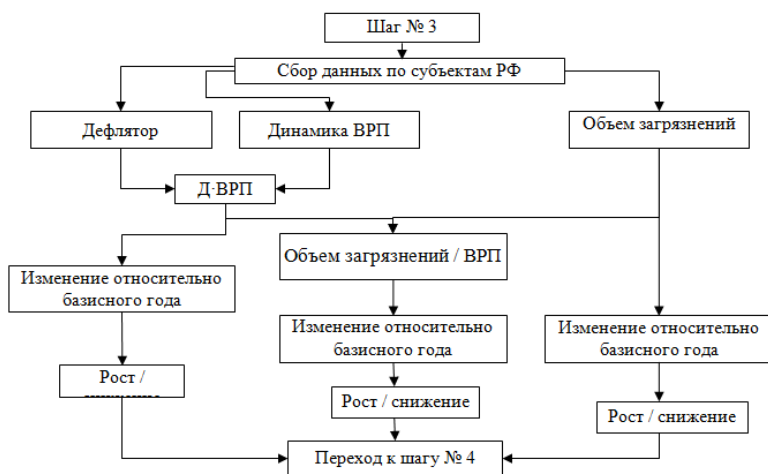 Шаг № 3
Сбор данных по субъектам РФ
Дефлятор
Динамика ВРП
Объем загрязнений
Д·ВРП
Объем загрязнений / ВРП
Изменение относительно
базисного года
Изменение относительно
базисного года
Изменение относительно
базисного года
Рост /
Рост / снижение
Рост / снижение
Переход к шагу № 4